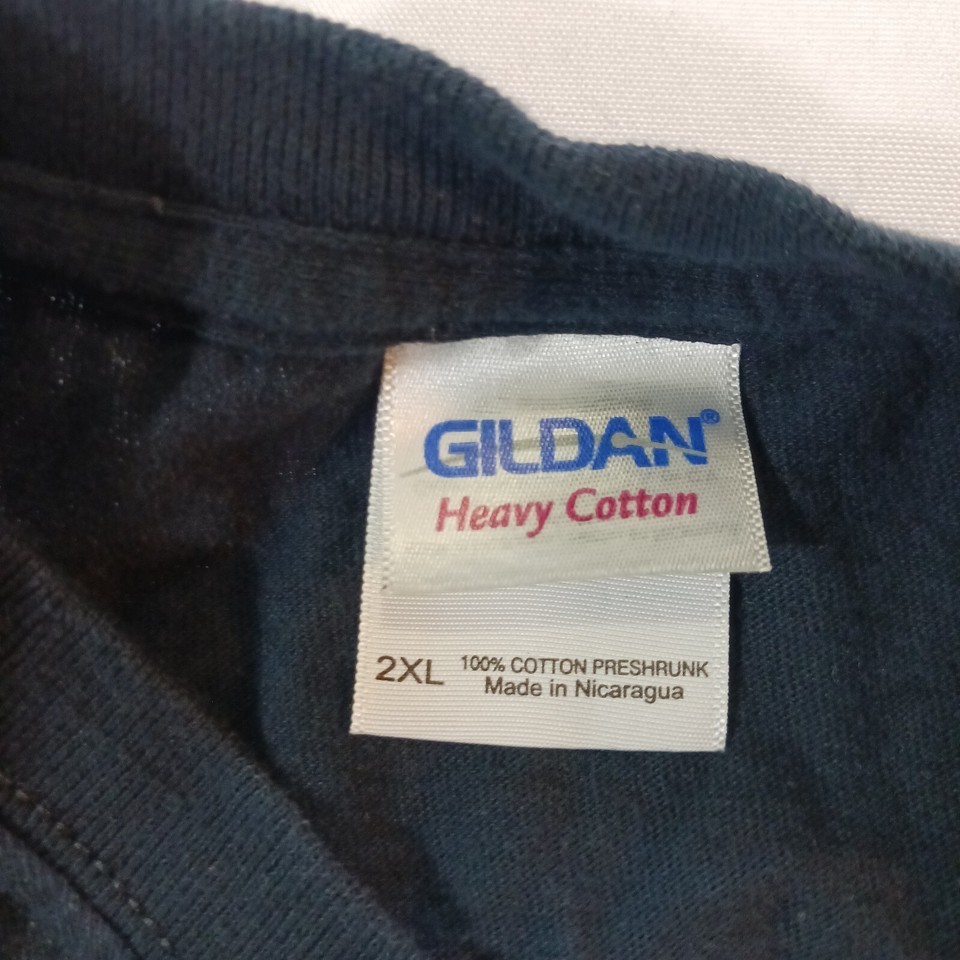 GILDAN®
Heavy Cotton
2XL 100% COTTON PRESHRUNK
Made in Nicaragua